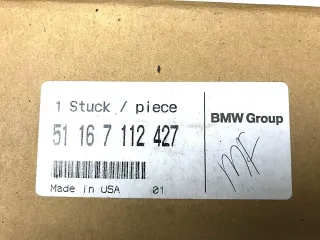 1 Stuck / piece
51 16 7 112 427
BMW Group
Made in USA 01